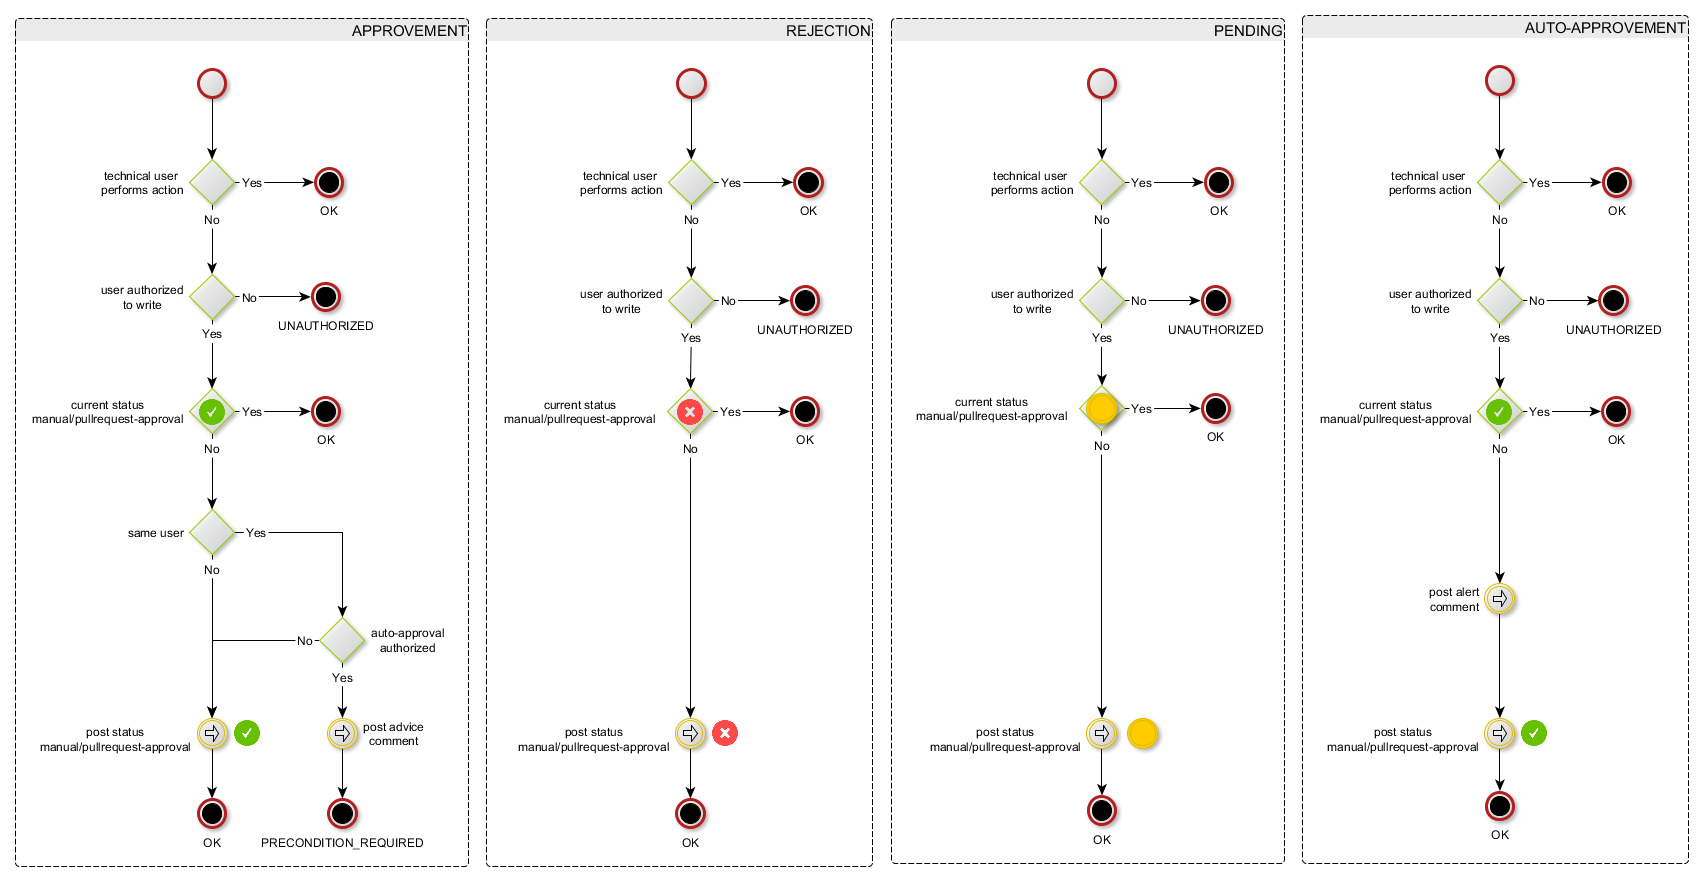 APPROVEMENT
technical user
performs action
Yes
OK
No
user authorized
to write
No
UNAUTHORIZED
Yes
current status
manual/pullrequest-approval
Yes
OK
No
same user
Yes
No
No
auto-approval
authorized
Yes
post status
manual/pullrequest-approval
post advice
comment
OK
PRECONDITION_REQUIRED
REJECTION
technical user
performs action
Yes
OK
No
user authorized
to write
No
UNAUTHORIZED
Yes
current status
manual/pullrequest-approval
Yes
OK
No
post status
manual/pullrequest-approval
OK
PENDING
technical user
performs action
Yes
OK
No
user authorized
to write
No
UNAUTHORIZED
Yes
current status
manual/pullrequest-approval
Yes
OK
No
post status
manual/pullrequest-approval
OK
AUTO-APPROVEMENT
technical user
performs action
Yes
OK
No
user authorized
to write
No
UNAUTHORIZED
Yes
current status
manual/pullrequest-approval
Yes
OK
No
post alert
comment
post status
manual/pullrequest-approval
OK